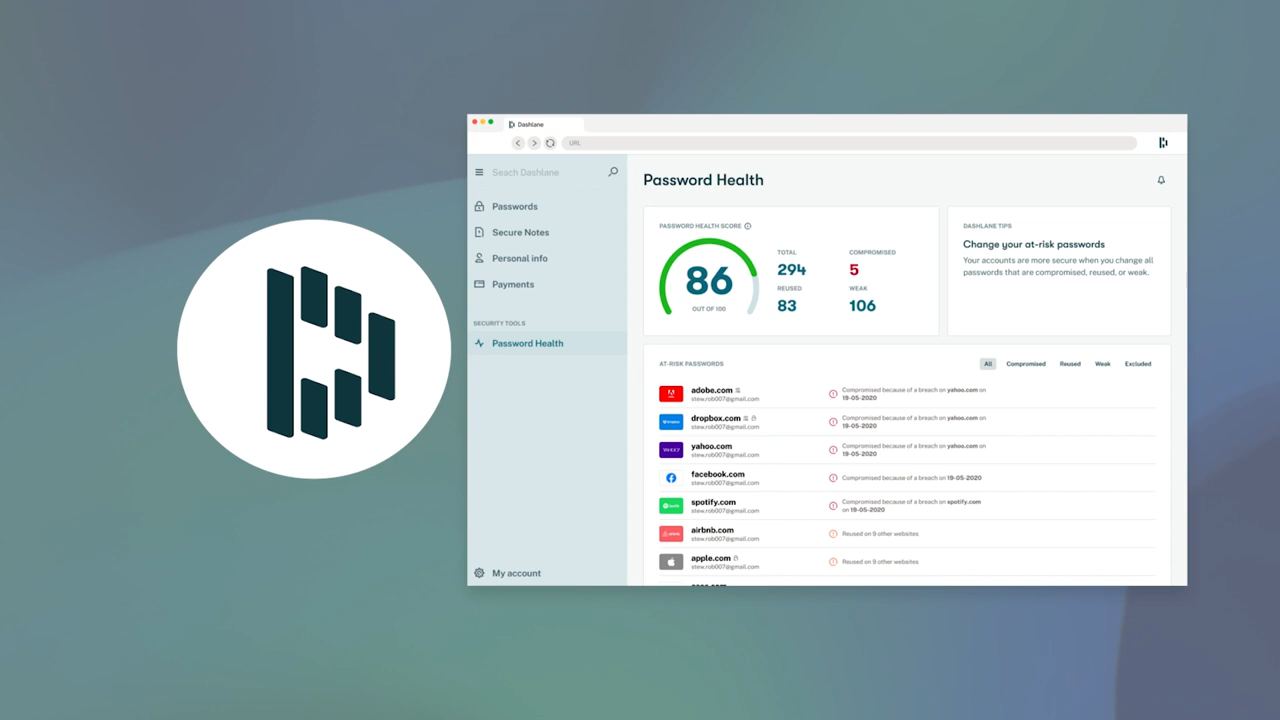 Dashlane
URL
Seach Dashlane
Passwords
Secure Notes
Personal info
Payments
SECURITY TOOLS
Password Health
My account
Password Health
PASSWORD HEALTH SCORE
86
OUT OF 100
TOTAL
294
COMPROMISED
5
REUSED
83
WEAK
106
DASHLANE TIPS
Change your at-risk passwords
Your accounts are more secure when you change all
passwords that are compromised, reused, or weak.
AT-RISK PASSWORDS
All Compromised Reused Weak Excluded
adobe.com
stew.rob007@gmail.com
Compromised because of a breach on yahoo.com on
19-05-2020
dropbox.com
stew.rob007@gmail.com
Compromised because of a breach on yahoo.com on
19-05-2020
YAHOO!
yahoo.com
stew.rob007@gmail.com
Compromised because of a breach on yahoo.com on
19-05-2020
facebook.com
stew.rob007@gmail.com
Compromised because of a breach on 19-05-2020
spotify.com
stew.rob007@gmail.com
Compromised because of a breach on spotify.com
on 19-05-2020
airbnb.com
stew.rob007@gmail.com
Reused on 9 other websites
apple.com
stew.rob007@gmail.com
Reused on 9 other websites